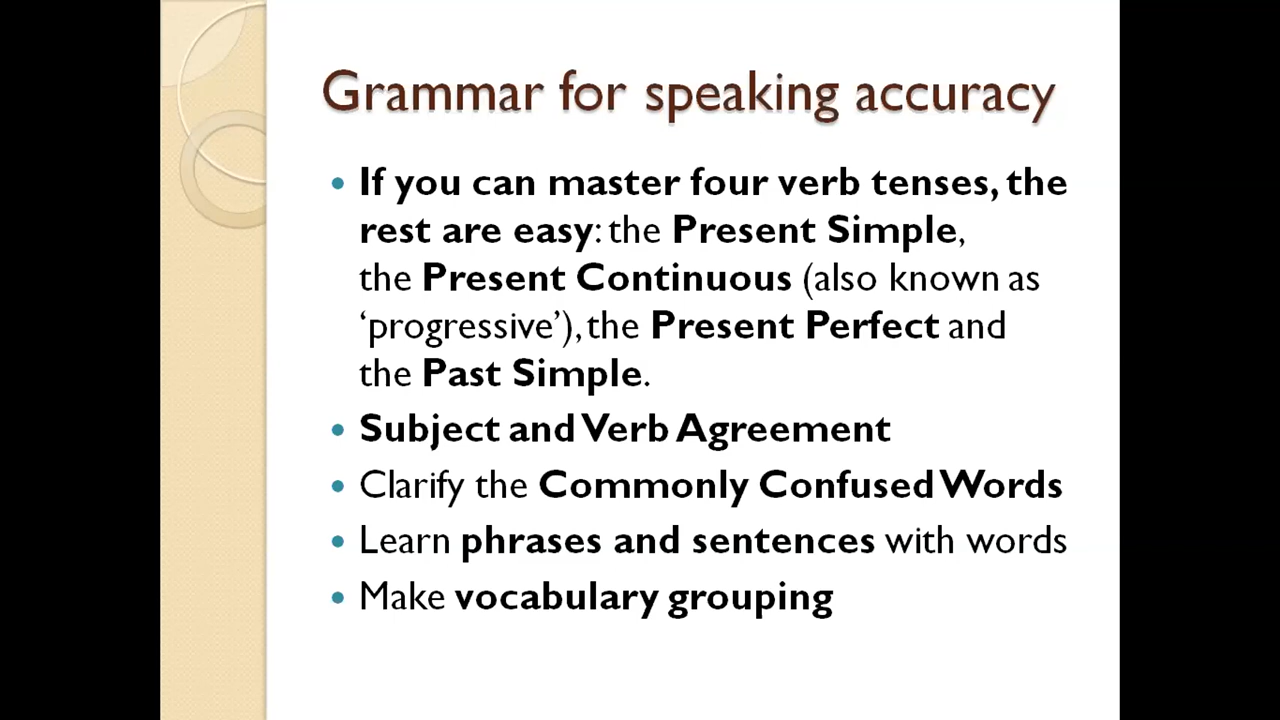 Grammar for speaking accuracy
• If you can master four verb tenses, the
rest are easy: the Present Simple,
the Present Continuous (also known as
‘progressive’), the Present Perfect and
the Past Simple.
• Subject and Verb Agreement
• Clarify the Commonly Confused Words
• Learn phrases and sentences with words
• Make vocabulary grouping